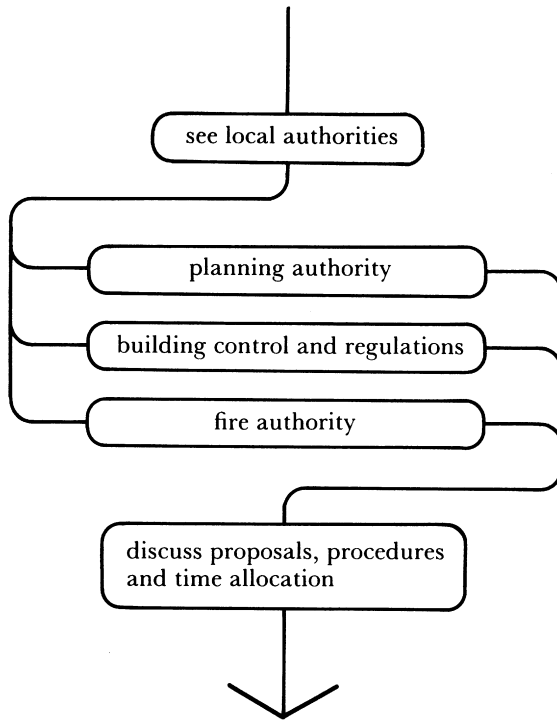 see local authorities
planning authority
building control and regulations
fire authority
discuss proposals, procedures
and time allocation